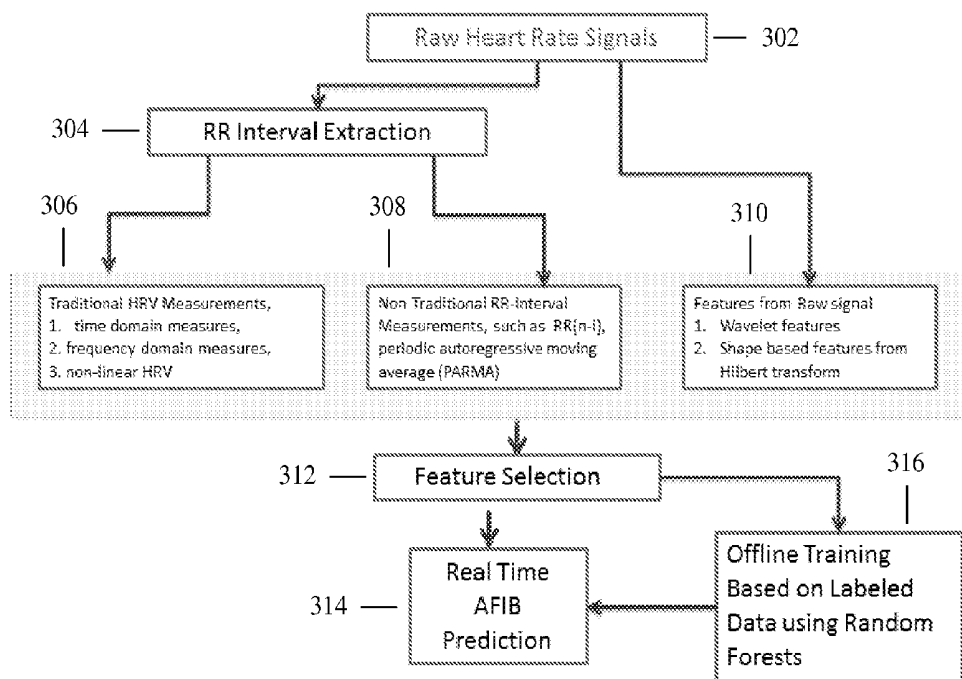 Raw Heart Rate Signals
302
304
RR Interval Extraction
306
308
310
Traditional HRV Measurements,
1. time domain measures,
2. frequency domain measures,
3. non-linear HRV
Non Traditional RR-Interval
Measurements, such as RR[n-i],
periodic autoregressive moving
average (PARMA)
Features from Raw signal
1. Wavelet features
2. Shape based features from
Hilbert transform
312
Feature Selection
316
314
Real Time
AFIB
Prediction
Offline Training
Based on Labeled
Data using Random
Forests